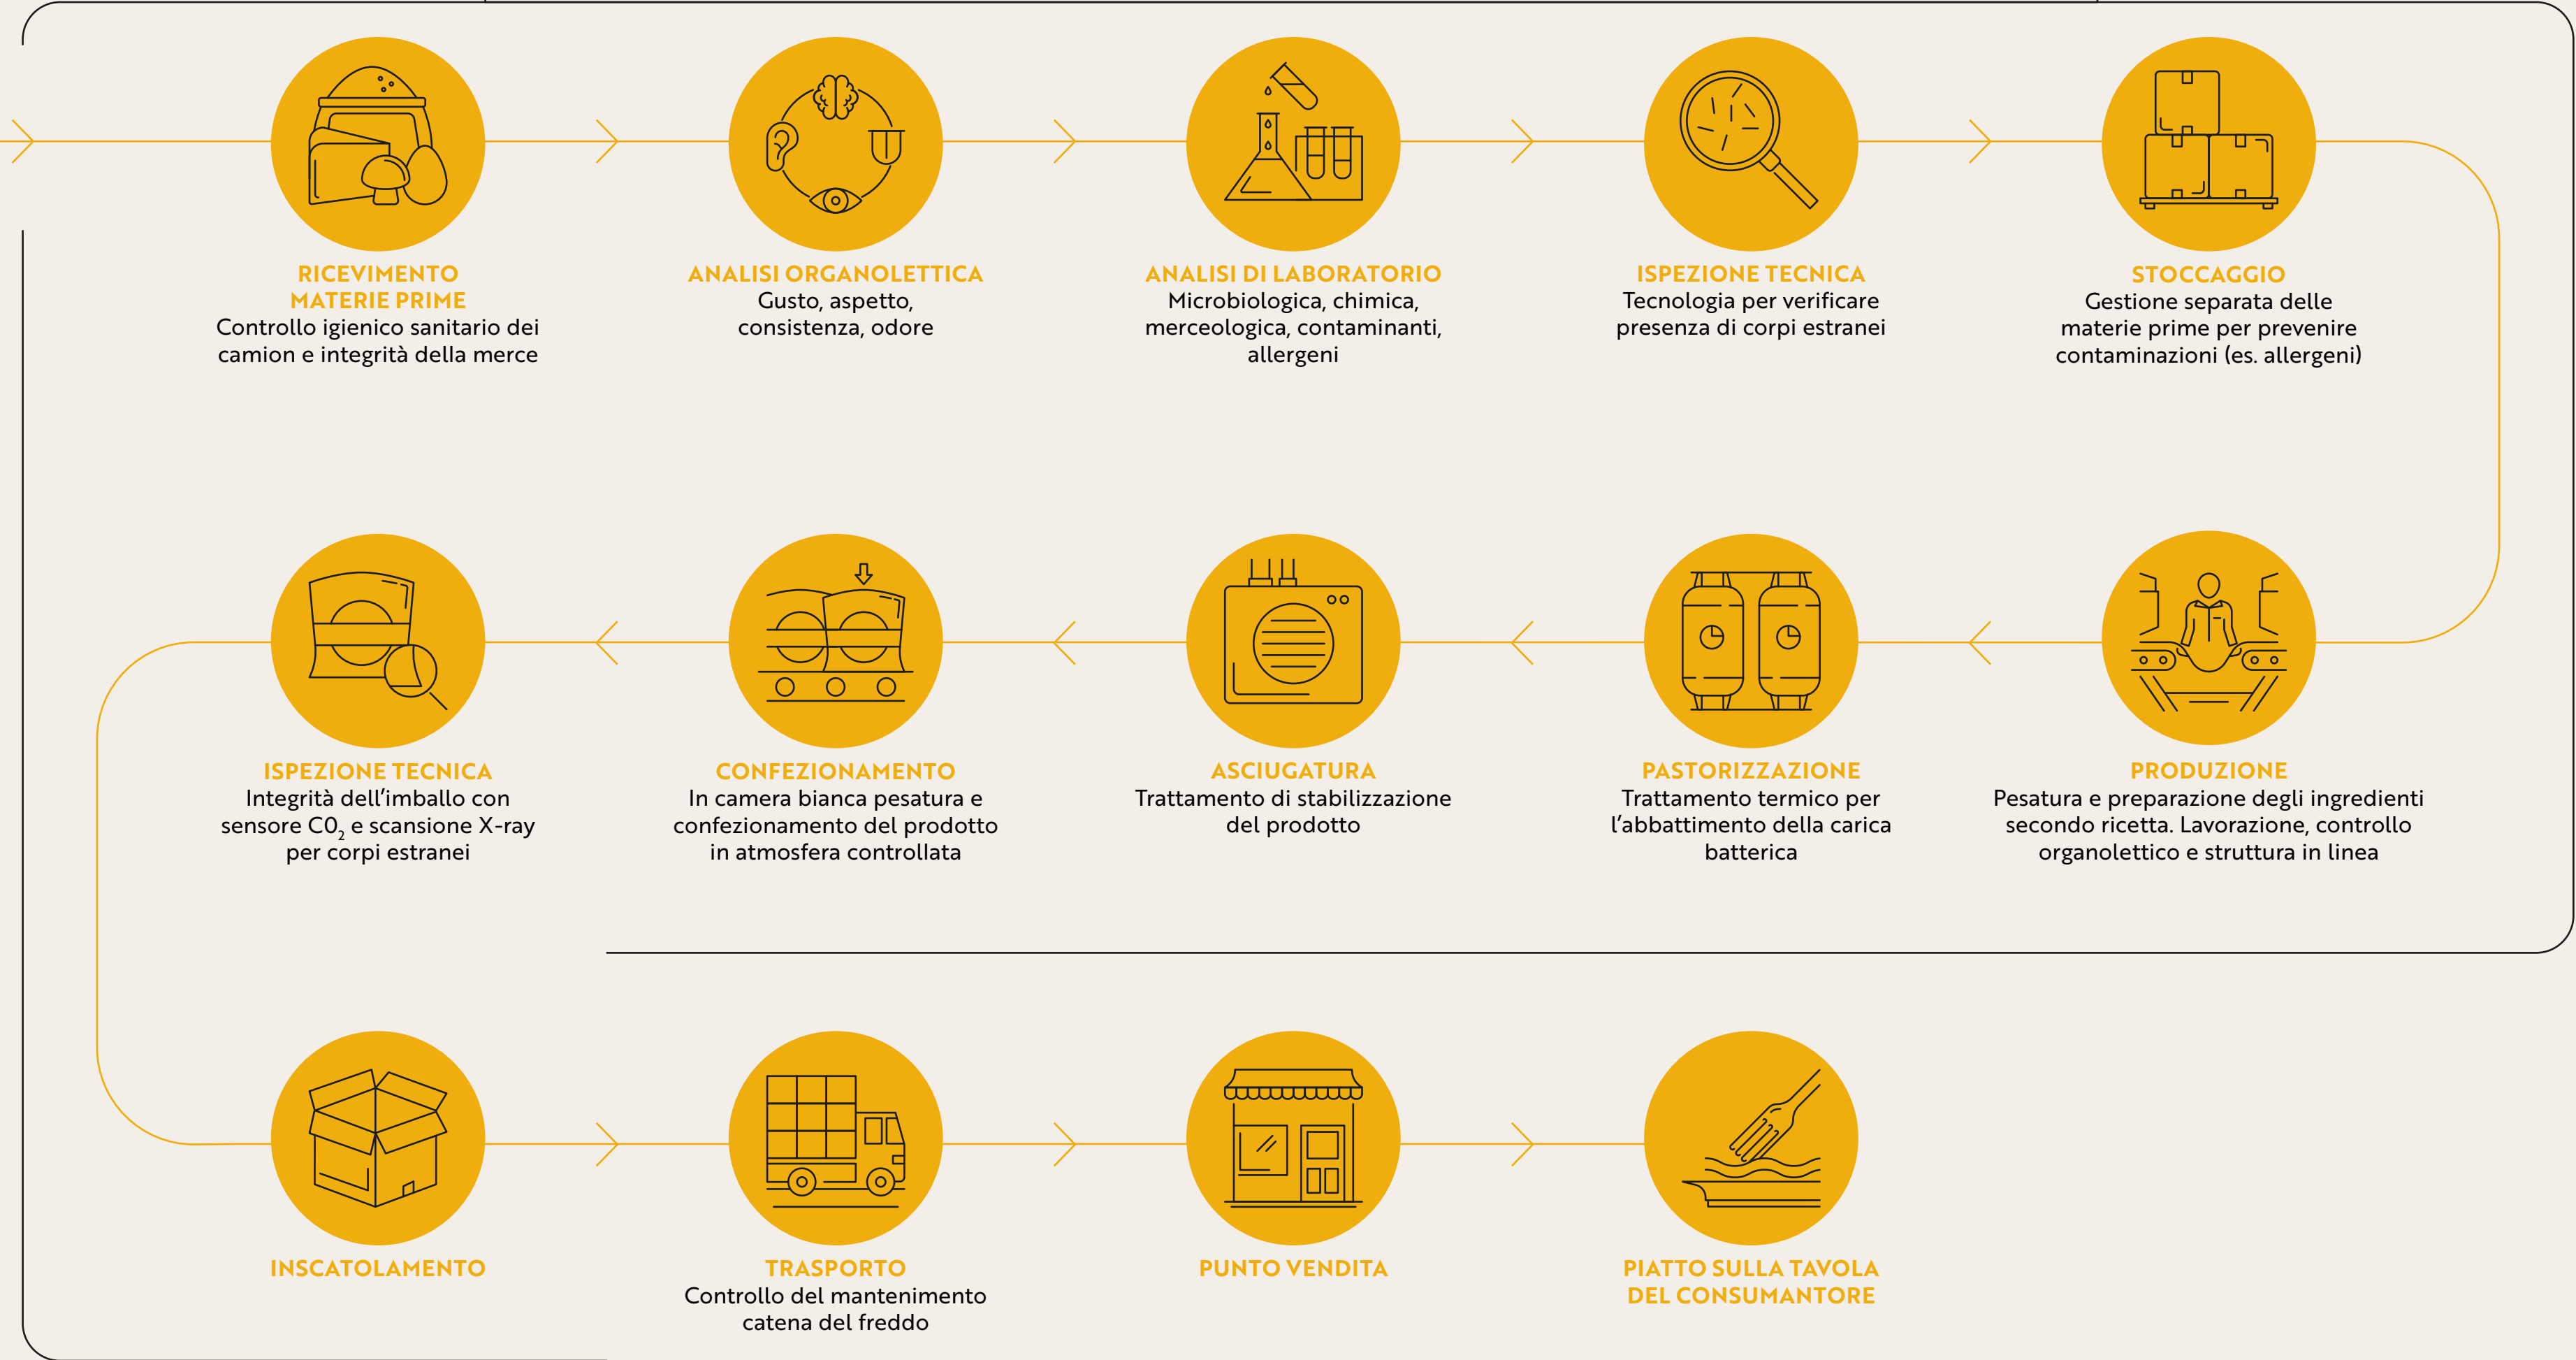 RICEVIMENTO
MATERIE PRIME
Controllo igienico sanitario dei
camion e integrità della merce
ANALISI ORGANOLETTICA
Gusto, aspetto,
consistenza, odore
ANALISI DI LABORATORIO
Microbiologica, chimica,
merceologica, contaminanti,
allergeni
ISPEZIONE TECNICA
Tecnologia per verificare
presenza di corpi estranei
STOCCAGGIO
Gestione separata delle
materie prime per prevenire
contaminazioni (es. allergeni)
PRODUZIONE
Pesatura e preparazione degli ingredienti
secondo ricetta. Lavorazione, controllo
organolettico e struttura in linea
PASTORIZZAZIONE
Trattamento termico per
l’abbattimento della carica
batterica
ASCIUGATURA
Trattamento di stabilizzazione
del prodotto
CONFEZIONAMENTO
In camera bianca pesatura e
confezionamento del prodotto
in atmosfera controllata
ISPEZIONE TECNICA
Integrità dell’imballo con
sensore C0₂ e scansione X-ray
per corpi estranei
INSCATOLAMENTO
TRASPORTO
Controllo del mantenimento
catena del freddo
PUNTO VENDITA
PIATTO SULLA TAVOLA
DEL CONSUMANTORE